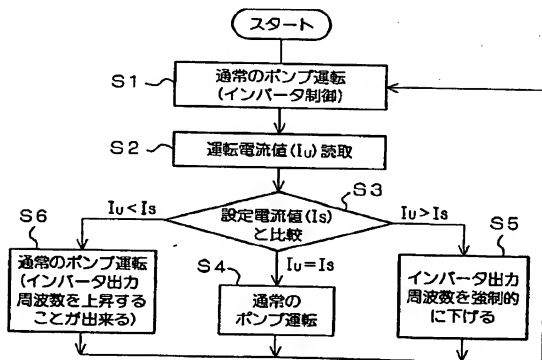 スタート
S1
通常のポンプ運転
(インバータ制御)
S2
運転電流値(IU)読取
S3
設定電流値(IS)
と比較
IU<IS
IU>IS
IU=IS
S6
通常のポンプ運転
(インバータ出力
周波数を上昇する
ことが出来る)
S4
通常の
ポンプ運転
S5
インバータ出力
周波数を強制的
に下げる